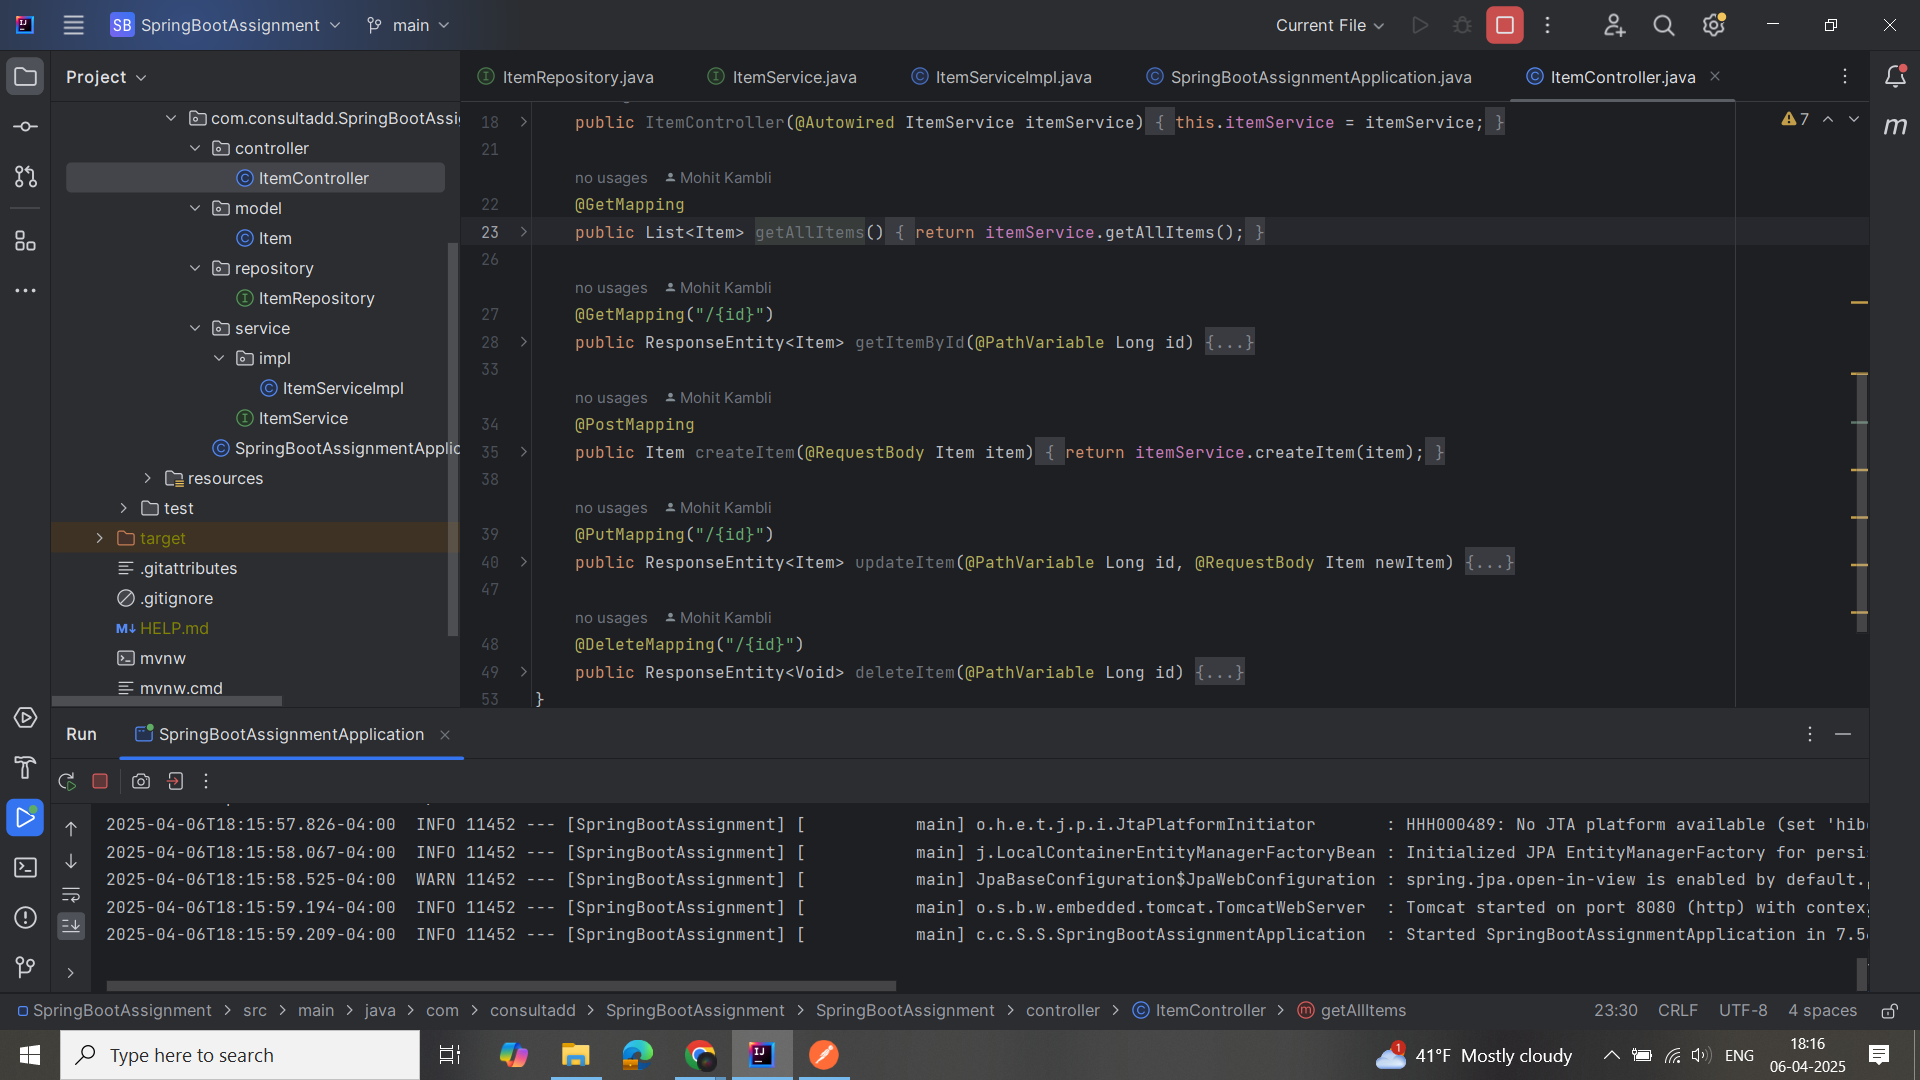 SB SpringBootAssignment main Current File
Project
ItemRepository.java ItemService.java ItemServiceImpl.java SpringBootAssignmentApplication.java ItemController.java
com.consultadd.SpringBootAssi
controller
ItemController
model
Item
repository
ItemRepository
service
impl
ItemServiceImpl
ItemService
SpringBootAssignmentApplic
resources
test
target
.gitattributes
.gitignore
M↓ HELP.md
mvnw
mvnw.cmd
7
18 public ItemController(@Autowired ItemService itemService) { this.itemService = itemService; }
21
no usages Mohit Kambli
22 @GetMapping
23 public List<Item> getAllItems() { return itemService.getAllItems(); }
26
no usages Mohit Kambli
27 @GetMapping("/{id}")
28 public ResponseEntity<Item> getItemById(@PathVariable Long id) {...}
33
no usages Mohit Kambli
34 @PostMapping
35 public Item createItem(@RequestBody Item item) { return itemService.createItem(item); }
38
no usages Mohit Kambli
39 @PutMapping("/{id}")
40 public ResponseEntity<Item> updateItem(@PathVariable Long id, @RequestBody Item newItem) {...}
47
no usages Mohit Kambli
48 @DeleteMapping("/{id}")
49 public ResponseEntity<Void> deleteItem(@PathVariable Long id) {...}
53 }
m
Run SpringBootAssignmentApplication
2025-04-06T18:15:57.826-04:00 INFO 11452 --- [SpringBootAssignment] [ main] o.h.e.t.j.p.i.JtaPlatformInitiator : HHH000489: No JTA platform available (set 'hib
2025-04-06T18:15:58.067-04:00 INFO 11452 --- [SpringBootAssignment] [ main] j.LocalContainerEntityManagerFactoryBean : Initialized JPA EntityManagerFactory for persi
2025-04-06T18:15:58.525-04:00 WARN 11452 --- [SpringBootAssignment] [ main] JpaBaseConfiguration$JpaWebConfiguration : spring.jpa.open-in-view is enabled by default.
2025-04-06T18:15:59.194-04:00 INFO 11452 --- [SpringBootAssignment] [ main] o.s.b.w.embedded.tomcat.TomcatWebServer : Tomcat started on port 8080 (http) with contex
2025-04-06T18:15:59.209-04:00 INFO 11452 --- [SpringBootAssignment] [ main] c.c.S.S.SpringBootAssignmentApplication : Started SpringBootAssignmentApplication in 7.5
SpringBootAssignment > src > main > java > com > consultadd > SpringBootAssignment > SpringBootAssignment > controller > ItemController > getAllItems 23:30 CRLF UTF-8 4 spaces
Type here to search
1 41°F Mostly cloudy ENG
18:16
06-04-2025